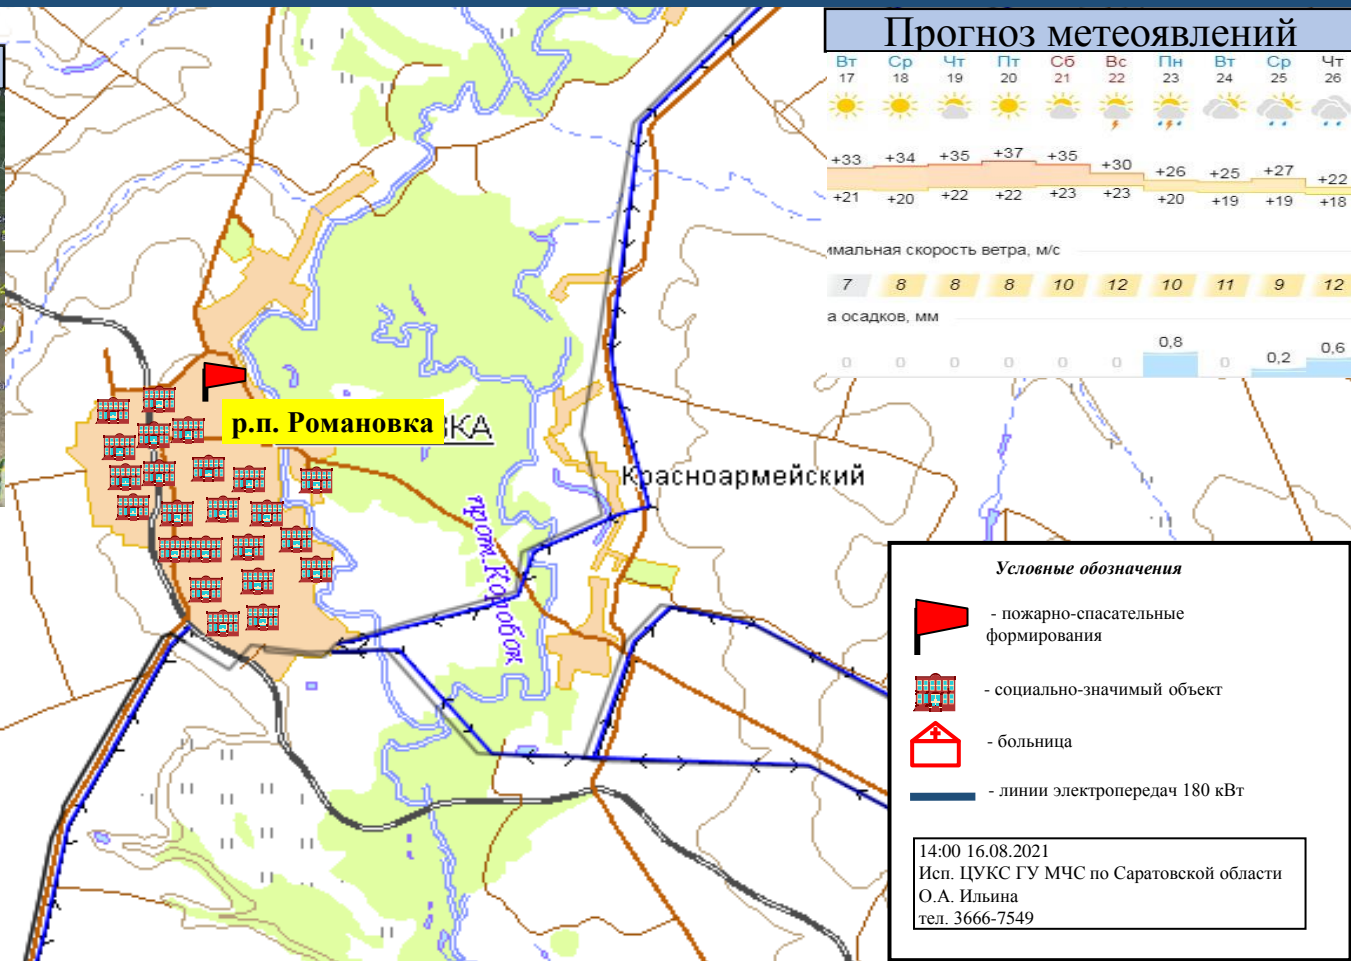 Прогноз метеоявлений
Вт Ср Чт Пт Сб Вс Пн Вт Ср Чт
17 18 19 20 21 22 23 24 25 26
+33 +34 +35 +37 +35 +30 +26 +25 +27 +22
+21 +20 +22 +22 +23 +23 +20 +19 +19 +18
имальная скорость ветра, м/с
7 8 8 8 10 12 10 11 9 12
а осадков, мм
0 0 0 0 0 0 0,8 0 0,2 0,6
р.п. Романовка
ВКА
Красноармейский
прот. Коробок
Условные обозначения
- пожарно-спасательные
формирования
- социально-значимый объект
- больница
- линии электропередач 180 кВт
14:00 16.08.2021
Исп. ЦУКС ГУ МЧС по Саратовской области
О.А. Ильина
тел. 3666-7549